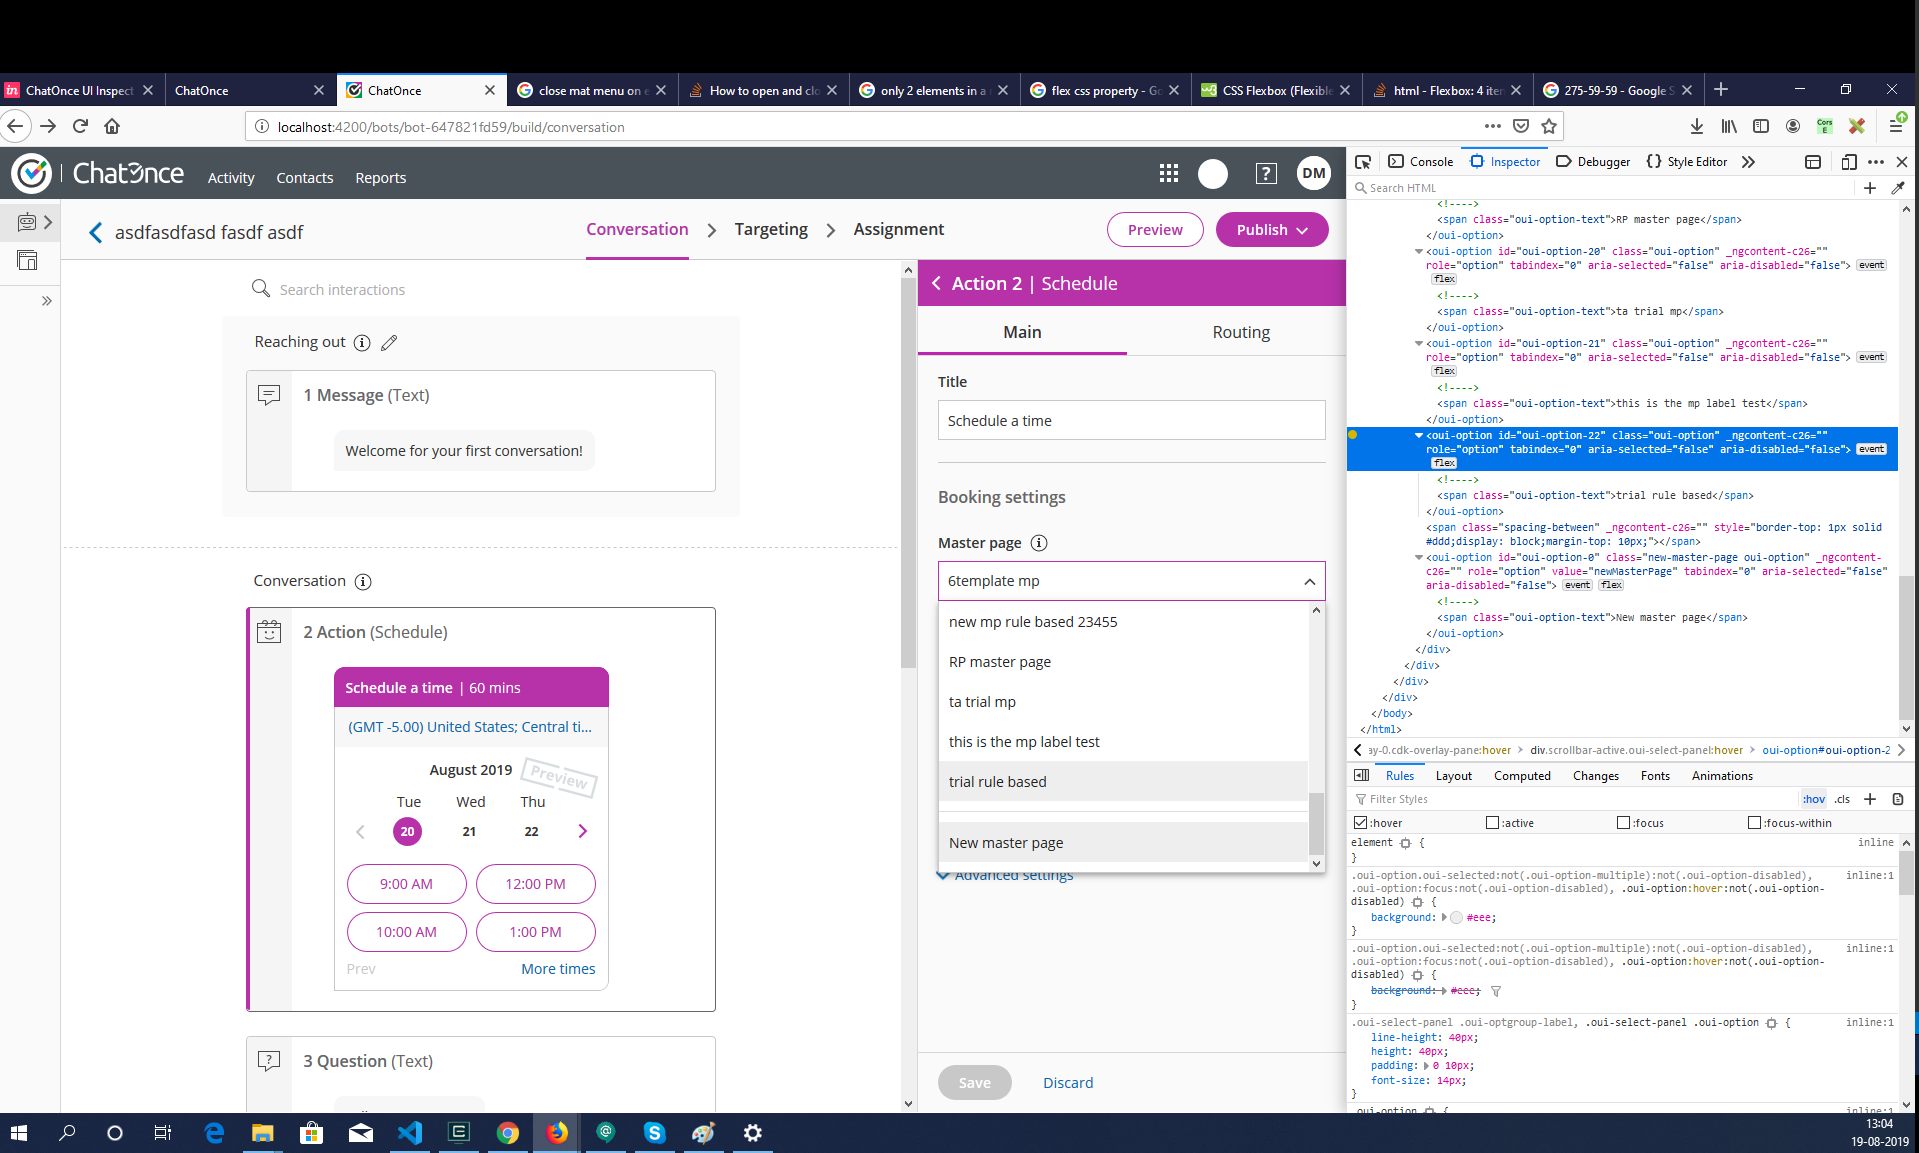 ChatOnce UI Inspect
ChatOnce
ChatOnce
close mat menu on e
How to open and clo
only 2 elements in a
flex css property - Go
CSS Flexbox (Flexible
html - Flexbox: 4 iter
275-59-59 - Google S
localhost:4200/bots/bot-647821fd59/build/conversation
Cors
E
ChatOnce
Activity
Contacts
Reports
?
DM
Console
Inspector
Debugger
{} Style Editor
Search HTML
asdfasdfasd fasdf asdf
Conversation
Targeting
Assignment
Preview
Publish
Search interactions
Reaching out
1 Message (Text)
Welcome for your first conversation!
Conversation
2 Action (Schedule)
Schedule a time | 60 mins
(GMT -5.00) United States; Central ti...
August 2019
Preview
Tue Wed Thu
20 21 22
9:00 AM
12:00 PM
10:00 AM
1:00 PM
Prev
More times
3 Question (Text)
Action 2 | Schedule
Main
Routing
Title
Schedule a time
Booking settings
Master page
6template mp
new mp rule based 23455
RP master page
ta trial mp
this is the mp label test
trial rule based
New master page
Advanced settings
Save
Discard
<!---->
<span class="oui-option-text">RP master page</span>
</oui-option>
<oui-option id="oui-option-20" class="oui-option" _ngcontent-c26=""
role="option" tabindex="0" aria-selected="false" aria-disabled="false"> event
flex
<!---->
<span class="oui-option-text">ta trial mp</span>
</oui-option>
<oui-option id="oui-option-21" class="oui-option" _ngcontent-c26=""
role="option" tabindex="0" aria-selected="false" aria-disabled="false"> event
flex
<!---->
<span class="oui-option-text">this is the mp label test</span>
</oui-option>
<oui-option id="oui-option-22" class="oui-option" _ngcontent-c26=""
role="option" tabindex="0" aria-selected="false" aria-disabled="false"> event
flex
<!---->
<span class="oui-option-text">trial rule based</span>
</oui-option>
<span class="spacing-between" _ngcontent-c26="" style="border-top: 1px solid
#ddd;display: block;margin-top: 10px;"></span>
<oui-option id="oui-option-0" class="new-master-page oui-option" _ngcontent-
c26="" role="option" value="newMasterPage" tabindex="0" aria-selected="false"
aria-disabled="false"> event flex
<!---->
<span class="oui-option-text">New master page</span>
</oui-option>
</div>
</div>
</div>
</div>
</body>
</html>
ay-0.cdk-overlay-pane:hover
div.scrollbar-active.oui-select-panel:hover
oui-option#oui-option-2
Rules
Layout
Computed
Changes
Fonts
Animations
Filter Styles
:hov
.cls
:hover
:active
:focus
:focus-within
element {
inline
}
.oui-option.oui-selected:not(.oui-option-multiple):not(.oui-option-disabled),
inline:1
.oui-option:focus:not(.oui-option-disabled), .oui-option:hover:not(.oui-option-
disabled) {
background: #eee;
}
.oui-option.oui-selected:not(.oui-option-multiple):not(.oui-option-disabled),
inline:1
.oui-option:focus:not(.oui-option-disabled), .oui-option:hover:not(.oui-option-
disabled) {
background: #eee;
}
.oui-select-panel .oui-optgroup-label, .oui-select-panel .oui-option {
inline:1
line-height: 40px;
height: 40px;
padding: 0 10px;
font-size: 14px;
}
.oui-option {
inline:1
13:04
19-08-2019